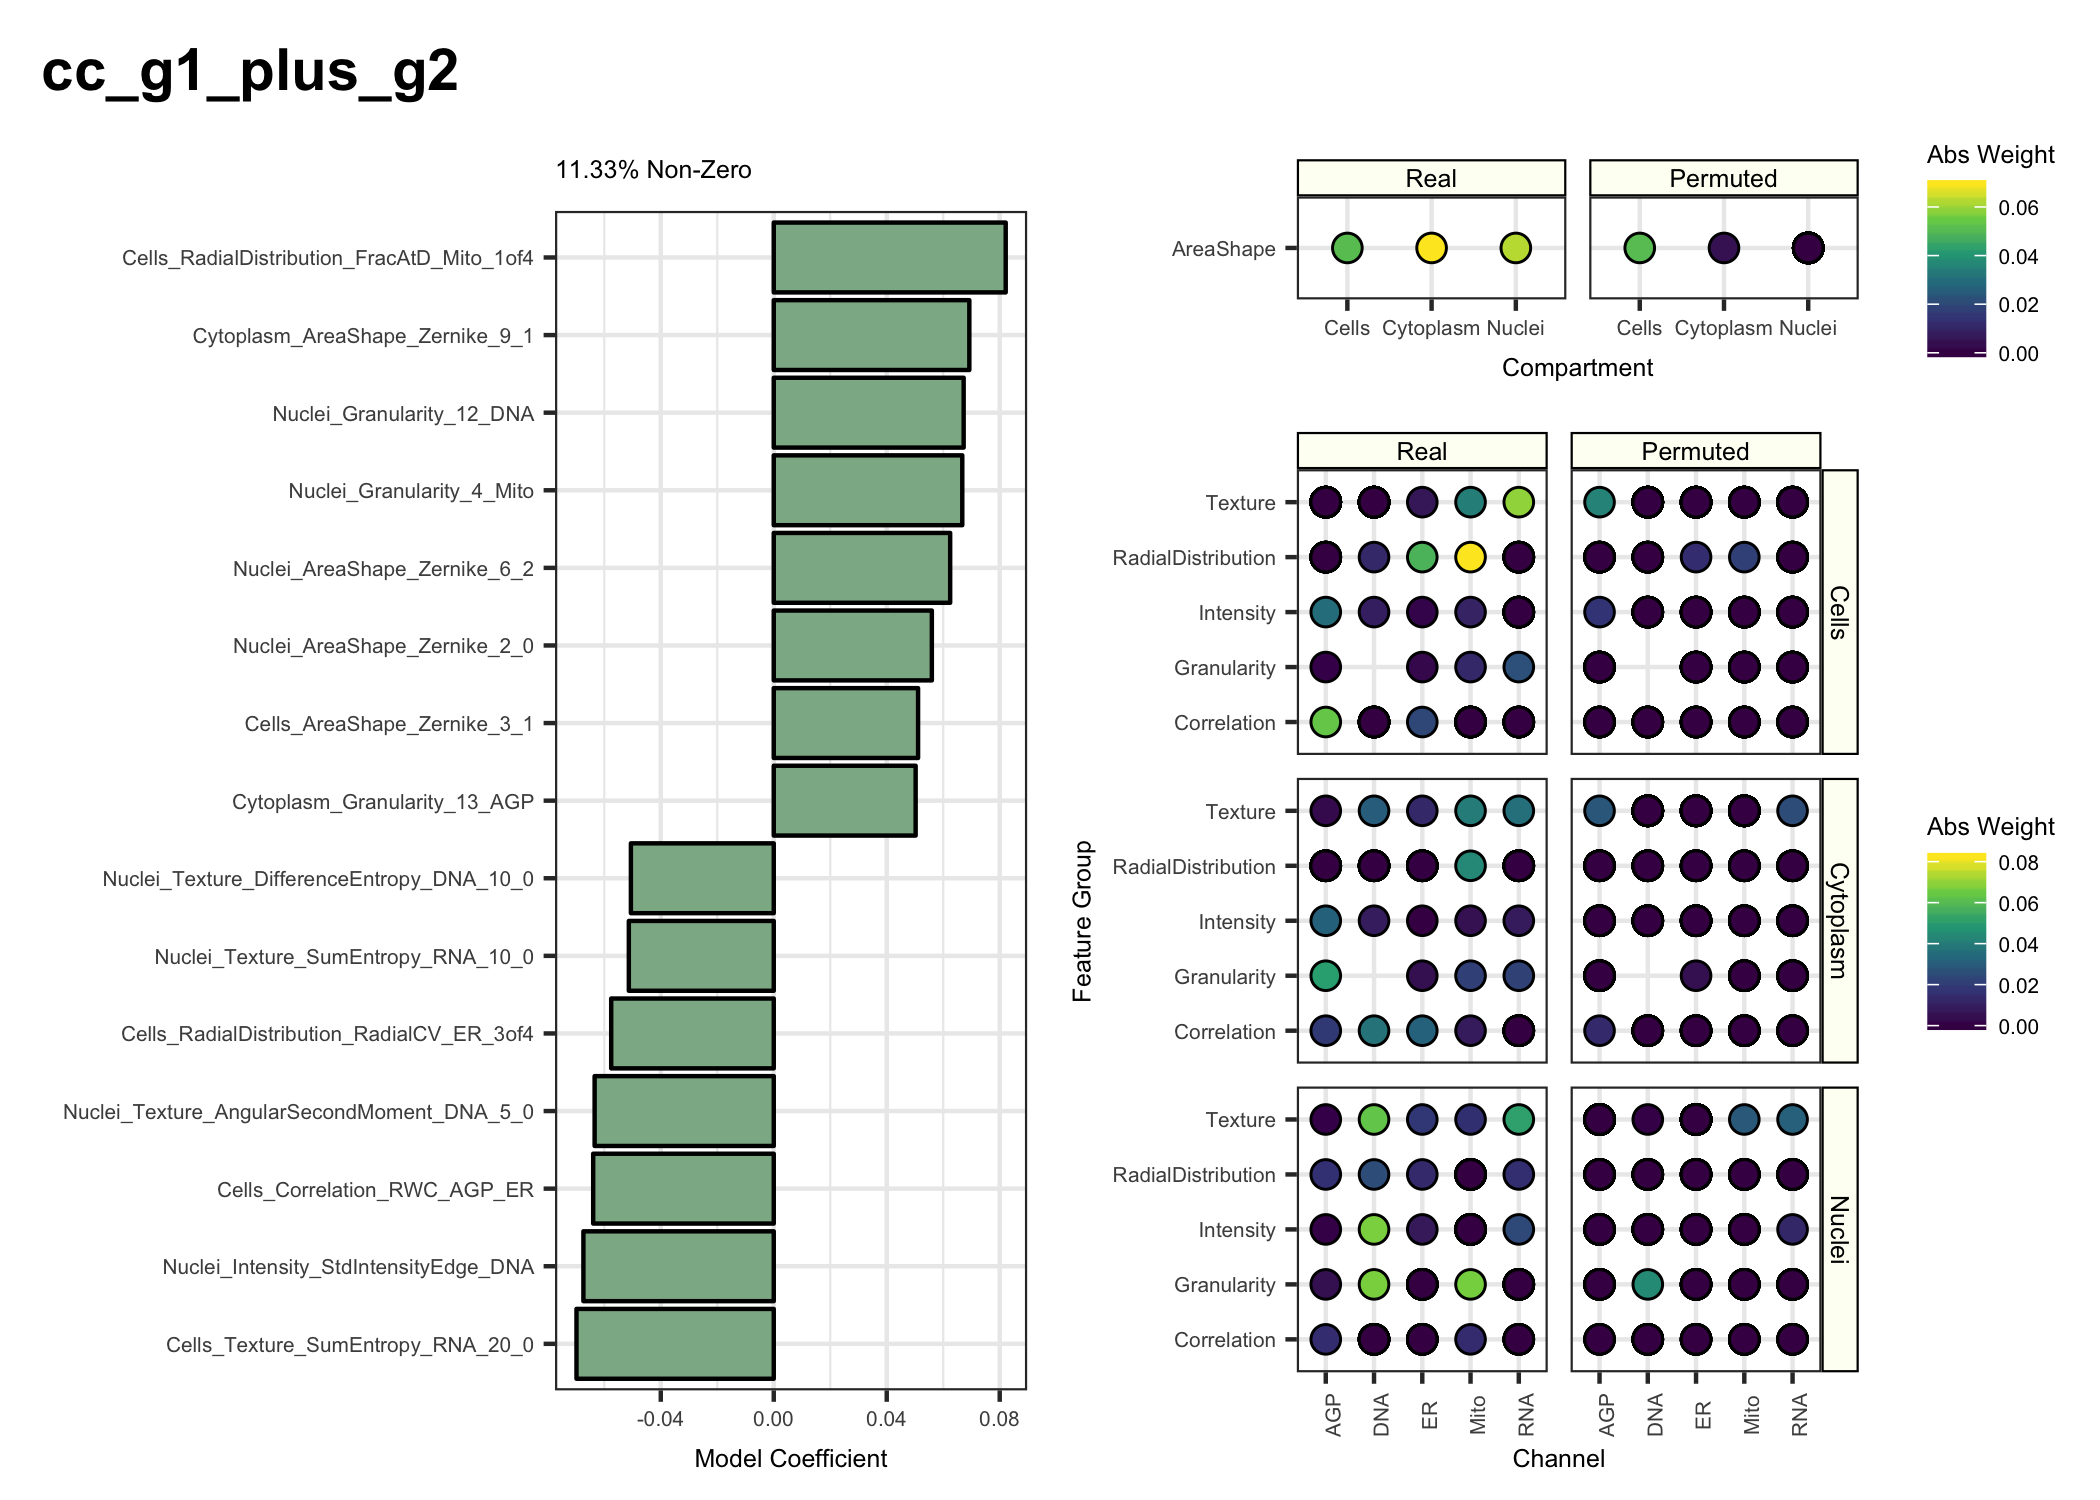 cc_g1_plus_g2
11.33% Non-Zero
Cells_RadialDistribution_FracAtD_Mito_1of4
Cytoplasm_AreaShape_Zernike_9_1
Nuclei_Granularity_12_DNA
Nuclei_Granularity_4_Mito
Nuclei_AreaShape_Zernike_6_2
Nuclei_AreaShape_Zernike_2_0
Cells_AreaShape_Zernike_3_1
Cytoplasm_Granularity_13_AGP
Nuclei_Texture_DifferenceEntropy_DNA_10_0
Nuclei_Texture_SumEntropy_RNA_10_0
Cells_RadialDistribution_RadialCV_ER_3of4
Nuclei_Texture_AngularSecondMoment_DNA_5_0
Cells_Correlation_RWC_AGP_ER
Nuclei_Intensity_StdIntensityEdge_DNA
Cells_Texture_SumEntropy_RNA_20_0
-0.04 0.00 0.04 0.08
Model Coefficient
Real Permuted
AreaShape
Cells Cytoplasm Nuclei Cells Cytoplasm Nuclei
Compartment
Abs Weight
0.06
0.04
0.02
0.00
Real Permuted
Feature Group
Texture
RadialDistribution
Intensity
Granularity
Correlation
Cells
Texture
RadialDistribution
Intensity
Granularity
Correlation
Cytoplasm
Texture
RadialDistribution
Intensity
Granularity
Correlation
Nuclei
AGP DNA ER Mito RNA AGP DNA ER Mito RNA
Channel
Abs Weight
0.08
0.06
0.04
0.02
0.00